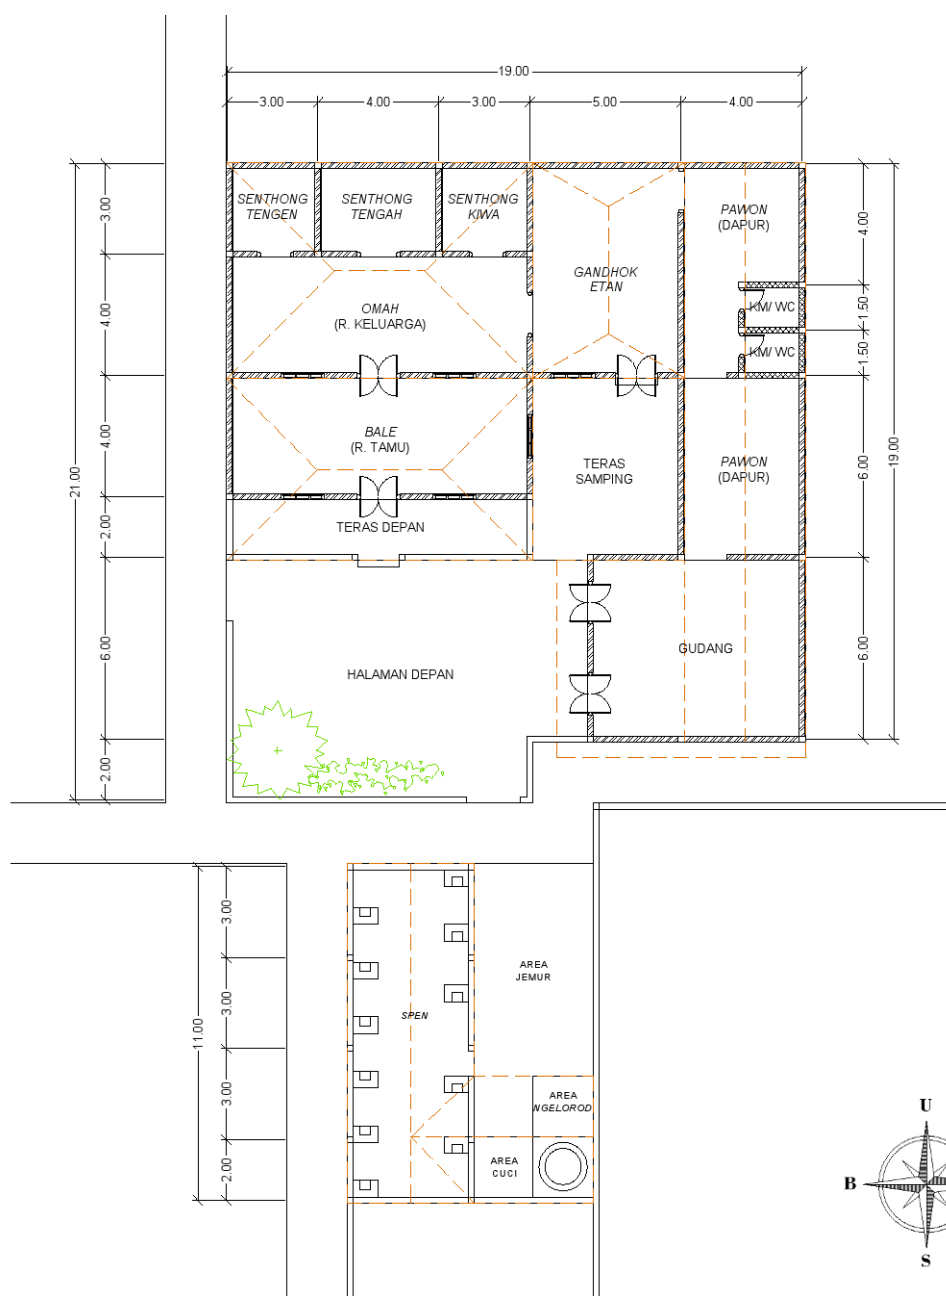 19.00
3.00
4.00
3.00
5.00
4.00
SENTHONG
TENGEN
SENTHONG
TENGAH
SENTHONG
KIWA
PAWON
(DAPUR)
GANDHOK
ETAN
OMAH
(R. KELUARGA)
KM/ WC
KM/ WC
BALE
(R. TAMU)
TERAS
SAMPING
PAWON
(DAPUR)
TERAS DEPAN
HALAMAN DEPAN
GUDANG
21.00
3.00
4.00
4.00
2.00
6.00
2.00
4.00
1.50
1.50
6.00
6.00
19.00
11.00
3.00
3.00
3.00
2.00
AREA
JEMUR
SPEN
AREA
NGELOROD
AREA
CUCI
U
B
S